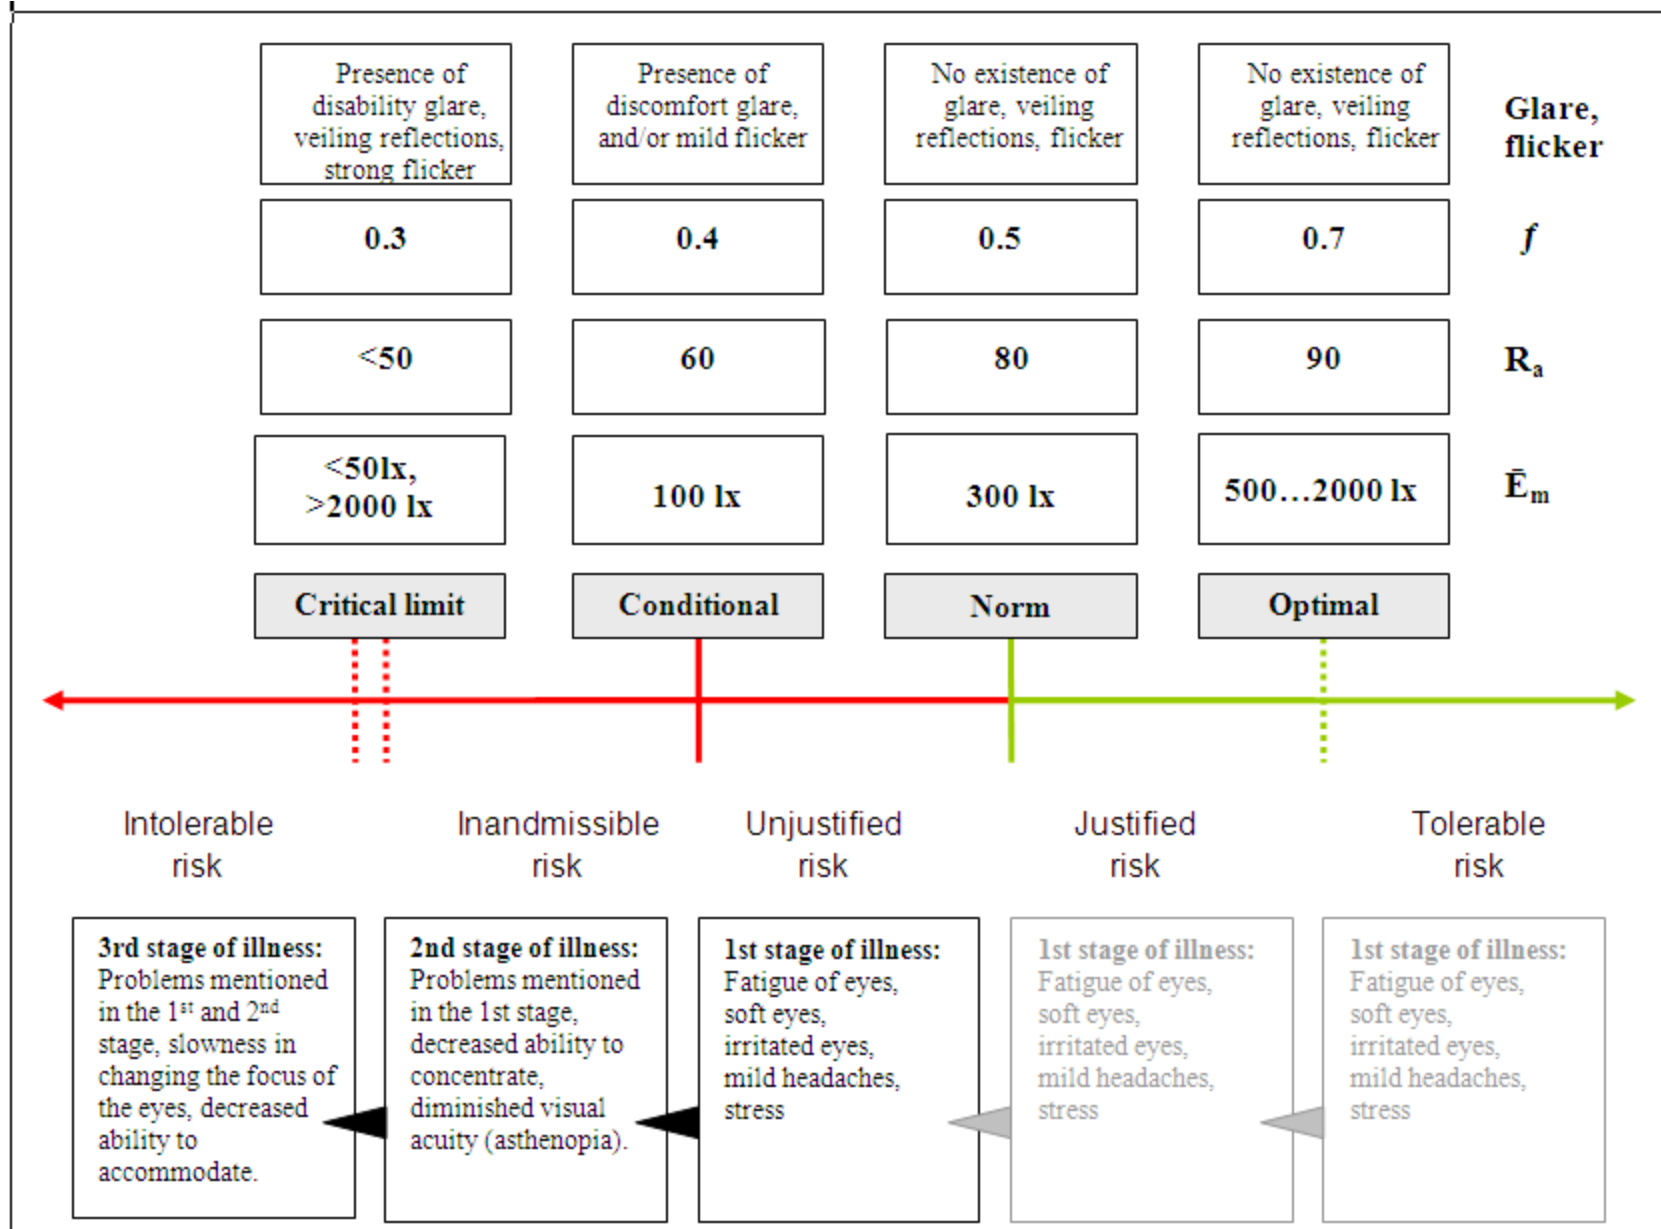 Presence of
disability glare,
veiling reflections,
strong flicker
Presence of
discomfort glare,
and/or mild flicker
No existence of
glare, veiling
reflections, flicker
No existence of
glare, veiling
reflections, flicker
Glare,
flicker
0.3
0.4
0.5
0.7
f
<50
60
80
90
Ra
<50lx,
>2000 lx
100 lx
300 lx
500...2000 lx
Ēm
Critical limit
Conditional
Norm
Optimal
Intolerable
risk
Inandmissible
risk
Unjustified
risk
Justified
risk
Tolerable
risk
3rd stage of illness:
Problems mentioned
in the 1st and 2nd
stage, slowness in
changing the focus of
the eyes, decreased
ability to
accommodate.
2nd stage of illness:
Problems mentioned
in the 1st stage,
decreased ability to
concentrate,
diminished visual
acuity (asthenopia).
1st stage of illness:
Fatigue of eyes,
soft eyes,
irritated eyes,
mild headaches,
stress
1st stage of illness:
Fatigue of eyes,
soft eyes,
irritated eyes,
mild headaches,
stress
1st stage of illness:
Fatigue of eyes,
soft eyes,
irritated eyes,
mild headaches,
stress